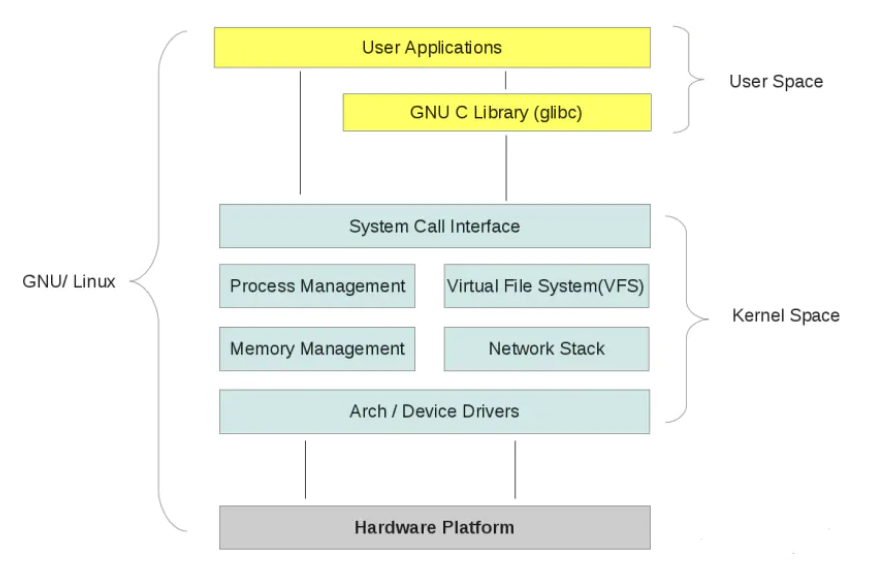 User Applications
User Space
GNU C Library (glibc)
System Call Interface
GNU/ Linux
Process Management
Virtual File System(VFS)
Kernel Space
Memory Management
Network Stack
Arch / Device Drivers
Hardware Platform